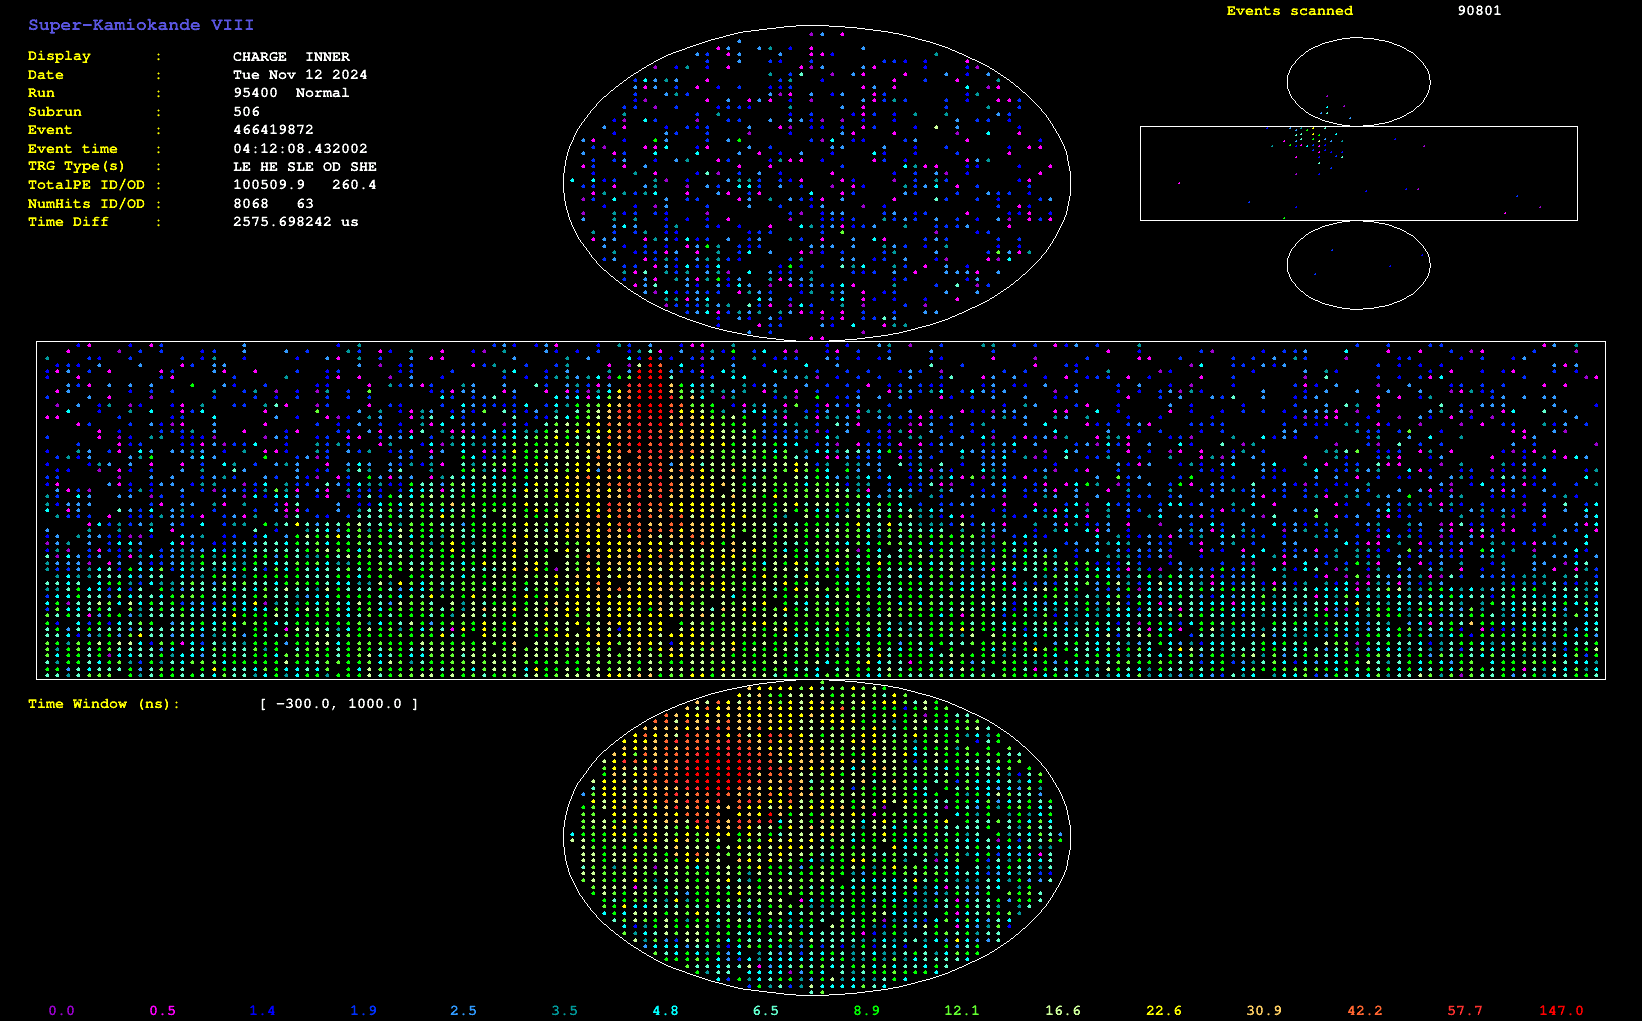 Super-Kamiokande VIII
Events scanned 90801
Display : CHARGE INNER
Date : Tue Nov 12 2024
Run : 95400 Normal
Subrun : 506
Event : 466419872
Event time : 04:12:08.432002
TRG Type(s) : LE HE SLE OD SHE
TotalPE ID/OD : 100509.9 260.4
NumHits ID/OD : 8068 63
Time Diff : 2575.698242 us
Time Window (ns): [ -300.0, 1000.0 ]
0.0 0.5 1.4 1.9 2.5 3.5 4.8 6.5 8.9 12.1 16.6 22.6 30.9 42.2 57.7 147.0